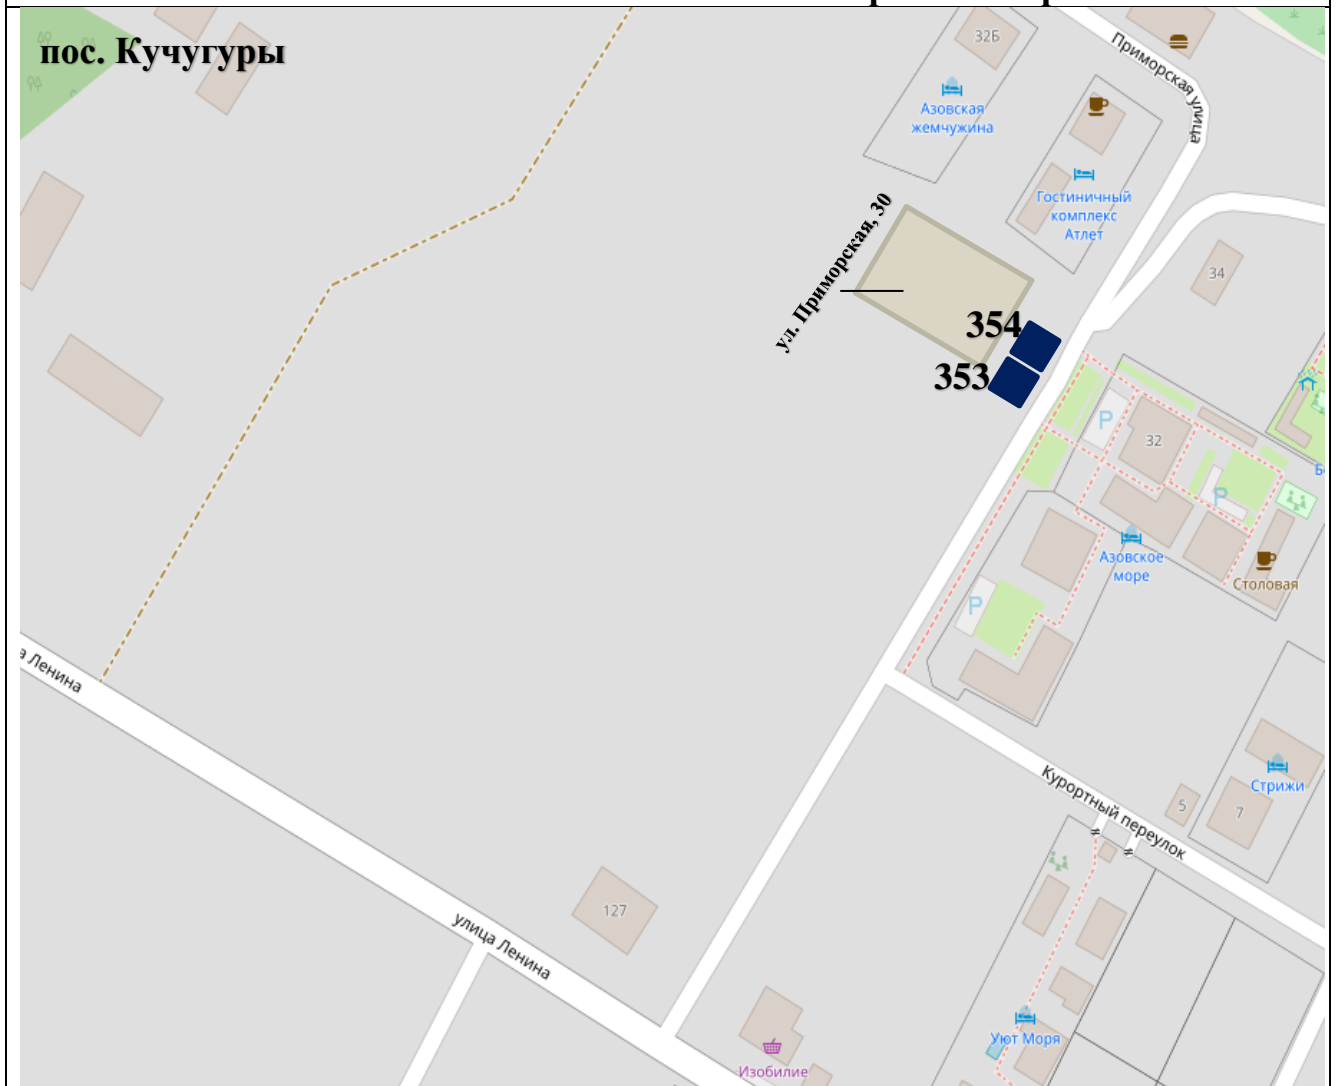 пос. Кучугуры
32Б
Приморская улица
Азовская
жемчужина
Гостиничный
комплекс
Атлет
ул. Приморская, 30
34
354
353
P
32
P
Азовское
море
Столовая
P
а Ленина
Курортный переулок
Стрижи
5
7
127
улица Ленина
Уют Моря
Изобилие